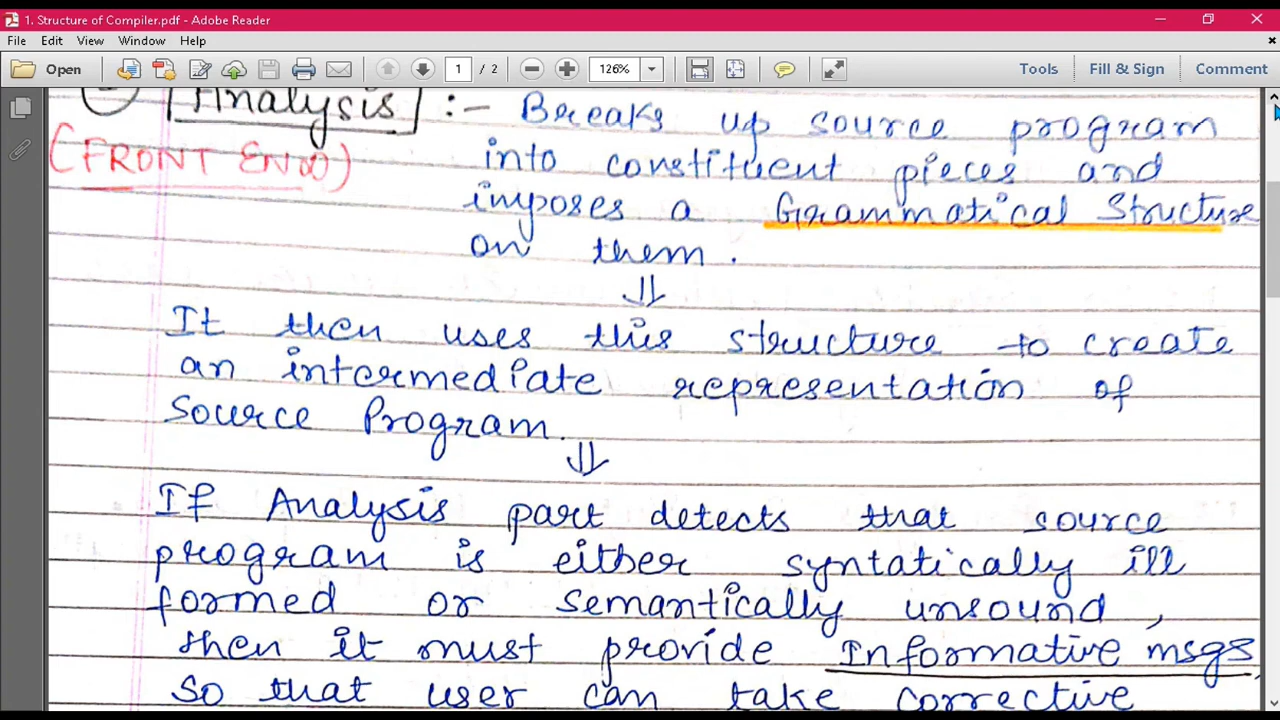 1. Structure of Compiler.pdf - Adobe Reader
File Edit View Window Help
Open 1 / 2 126% Tools Fill & Sign Comment
Analysis :- Breaks up source program
(FRONT END) into constituent pieces and
imposes a Grammatical Structure
on them.
⇓
It then uses this structure to create
an intermediate representation of
Source Program.
⇓
If Analysis part detects that source
program is either syntatically ill
formed or semantically unsound,
then it must provide Informative msgs,
so that user can take corrective